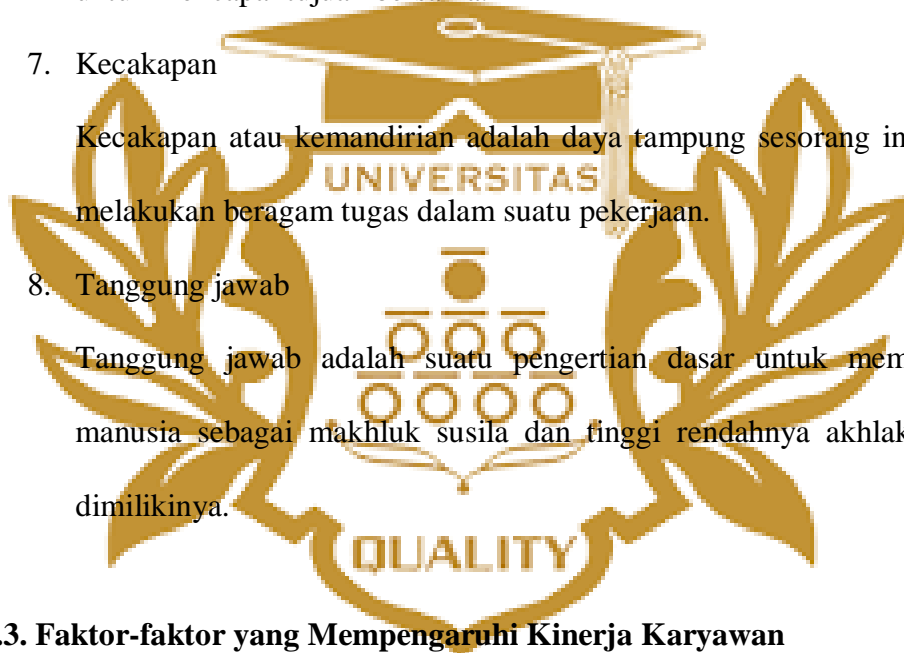 7. Kecakapan
Kecakapan atau kemandirian adalah daya tampung sesorang in
UNIVERSITAS
melakukan beragam tugas dalam suatu pekerjaan.
8. Tanggung jawab
Tanggung jawab adalah suatu pengertian dasar untuk mem
manusia sebagai makhluk susila dan tinggi rendahnya akhlak
dimilikinya.
QUALITY
.3. Faktor-faktor yang Mempengaruhi Kinerja Karyawan